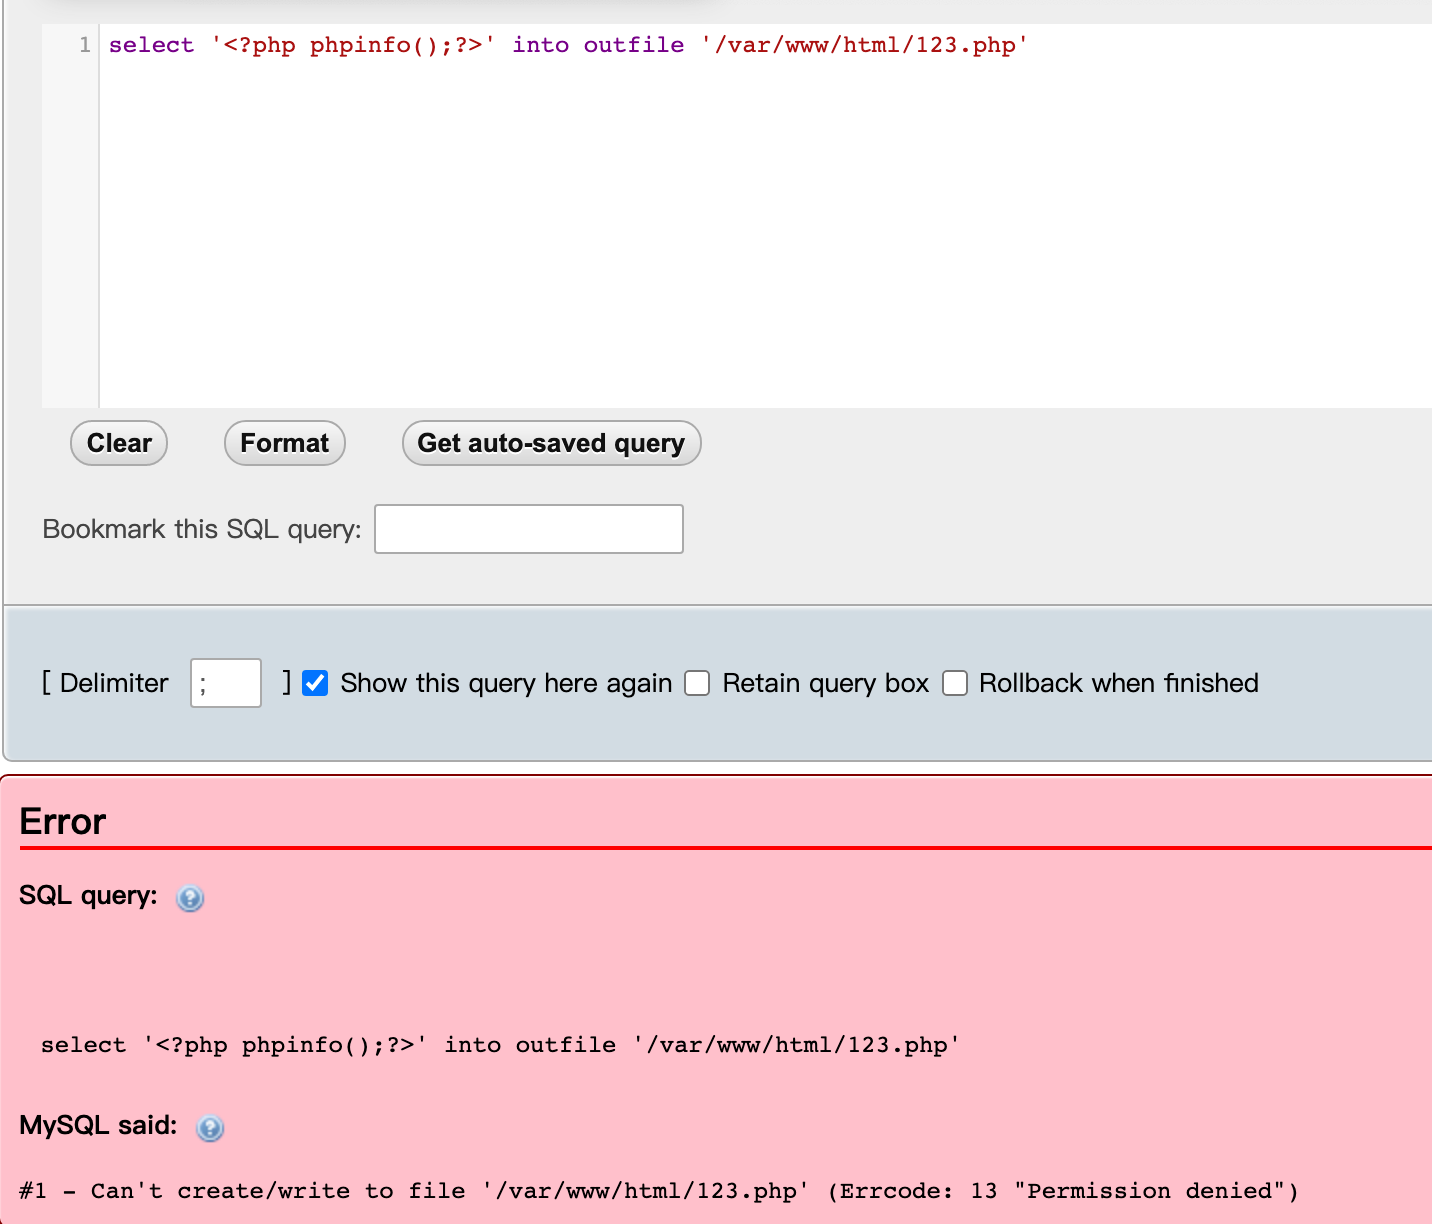 1 select '<?php phpinfo();?>' into outfile '/var/www/html/123.php'
Clear Format Get auto-saved query
Bookmark this SQL query:
[ Delimiter ; ] Show this query here again Retain query box Rollback when finished
Error
SQL query:
select '<?php phpinfo();?>' into outfile '/var/www/html/123.php'
MySQL said:
#1 - Can't create/write to file '/var/www/html/123.php' (Errcode: 13 "Permission denied")